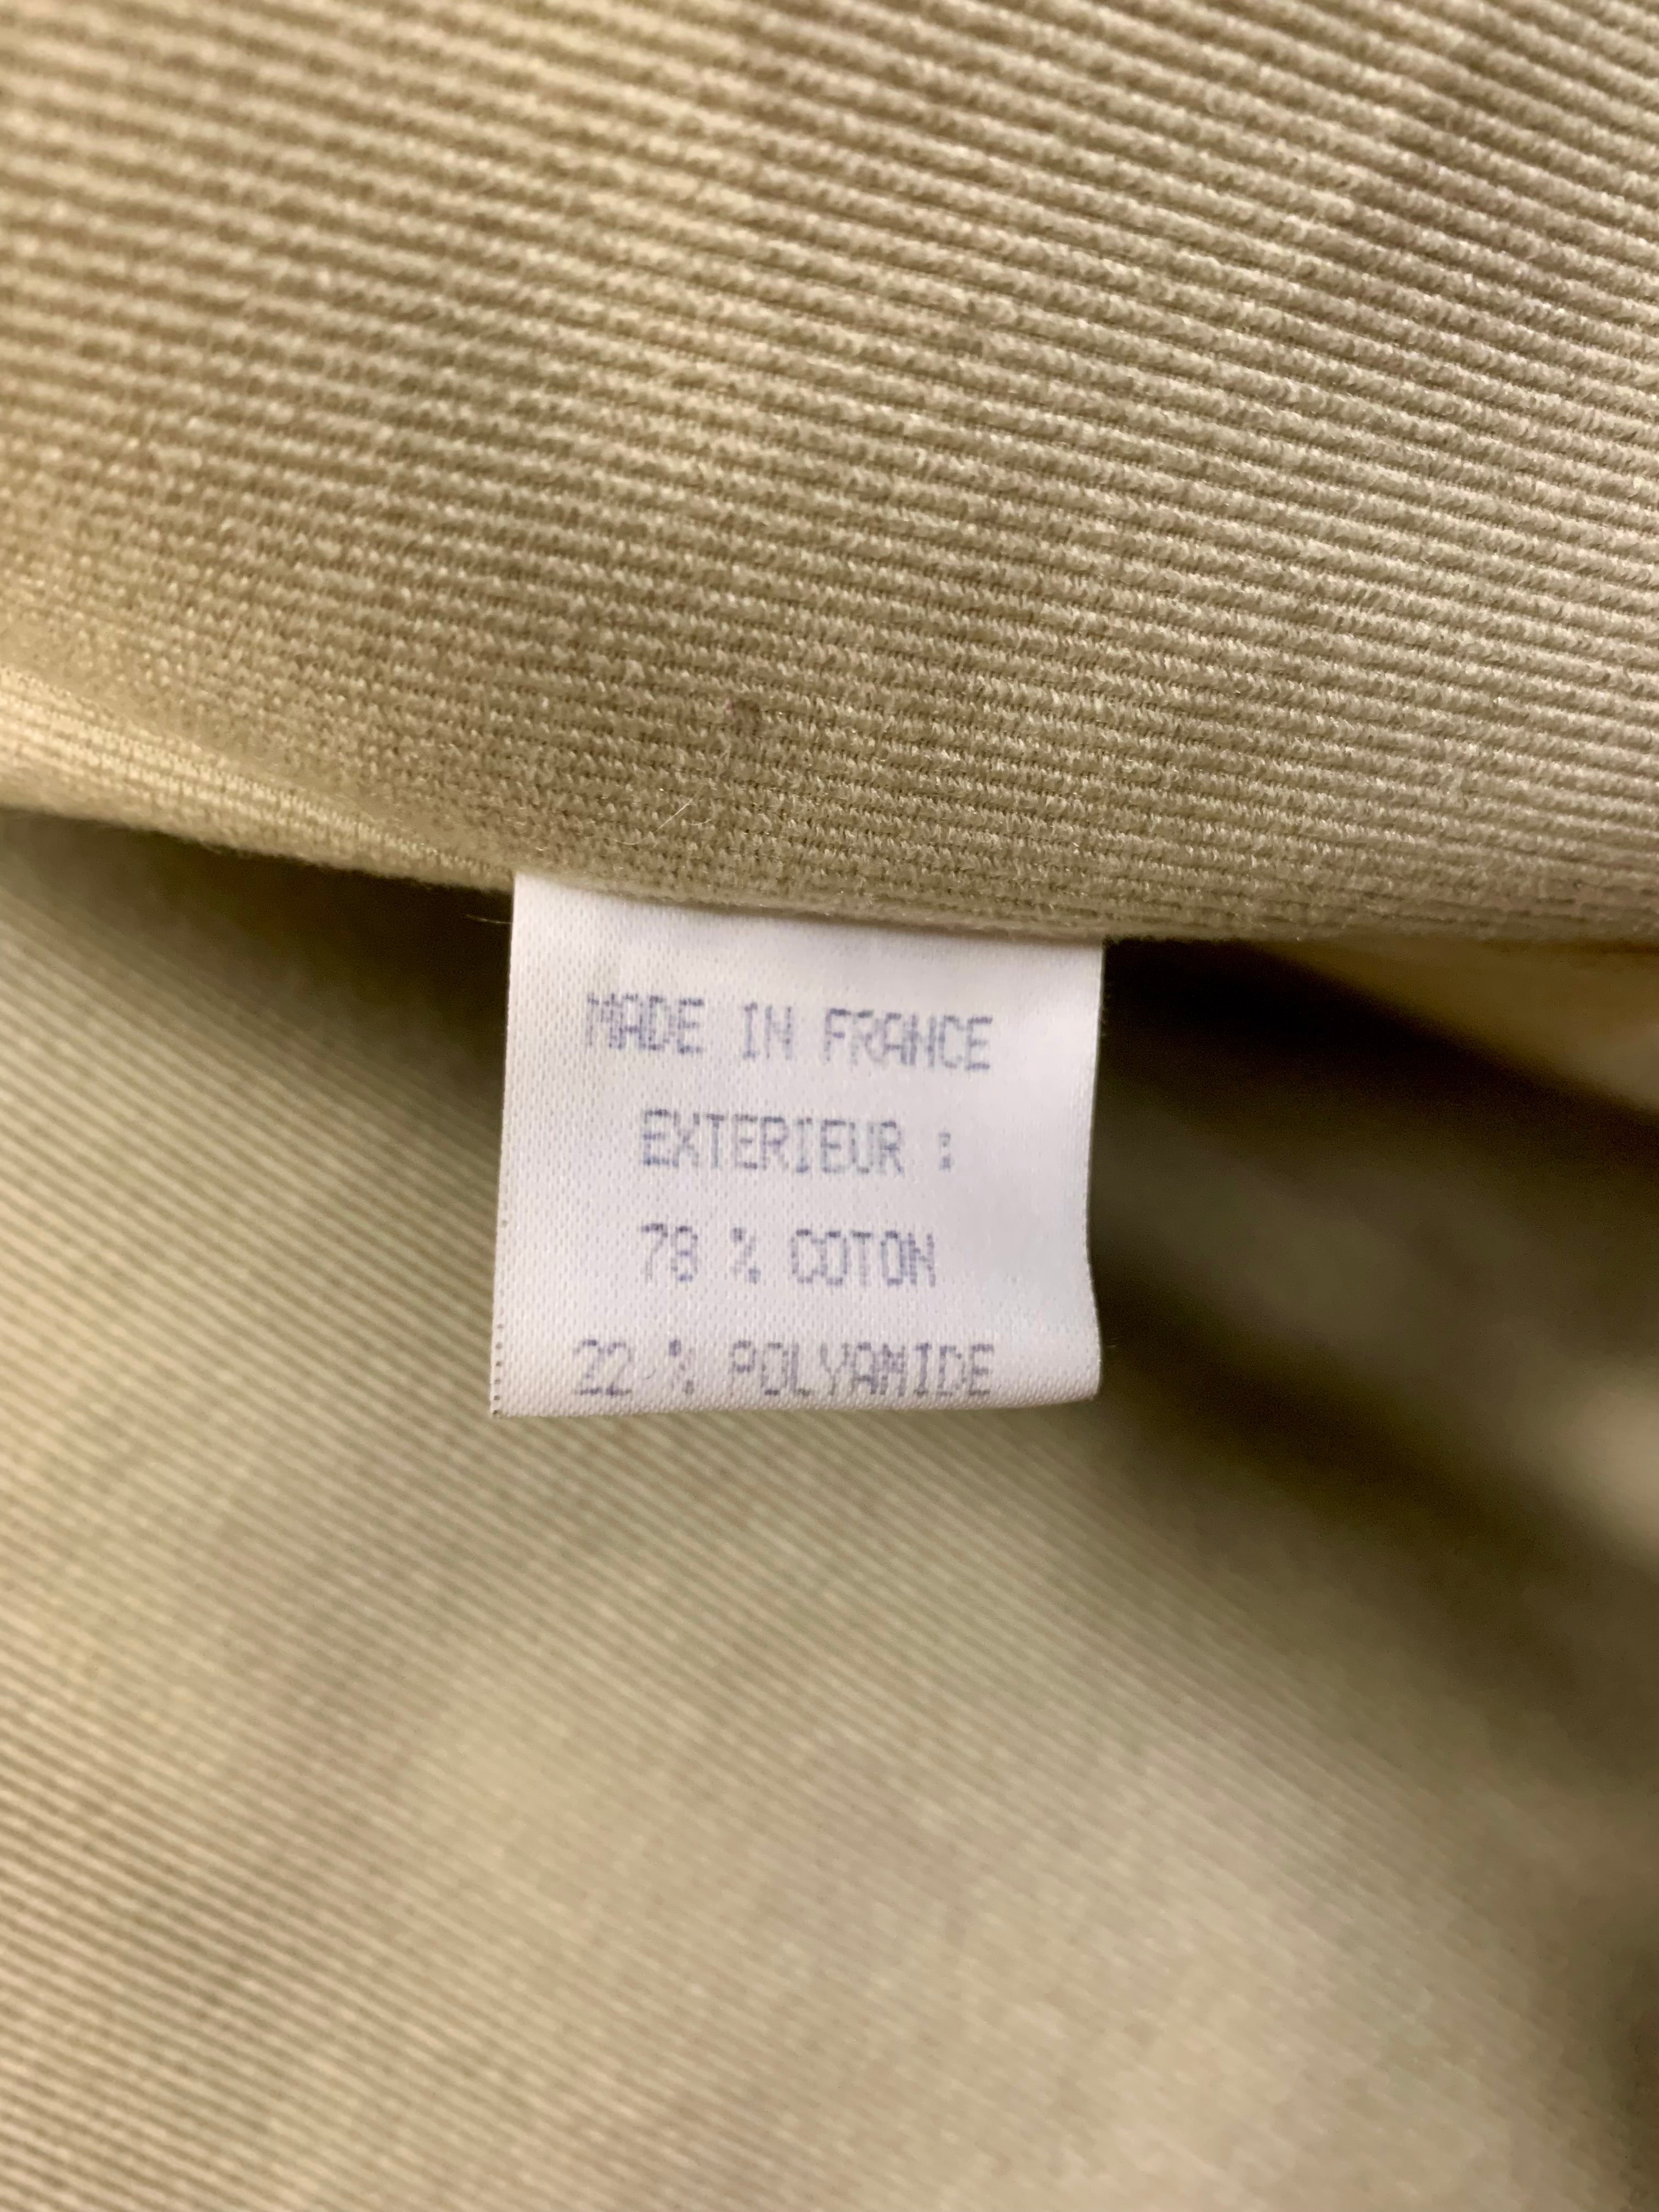 MADE IN FRANCE
EXTERIEUR :
78 % COTON
22 % POLYAMIDE